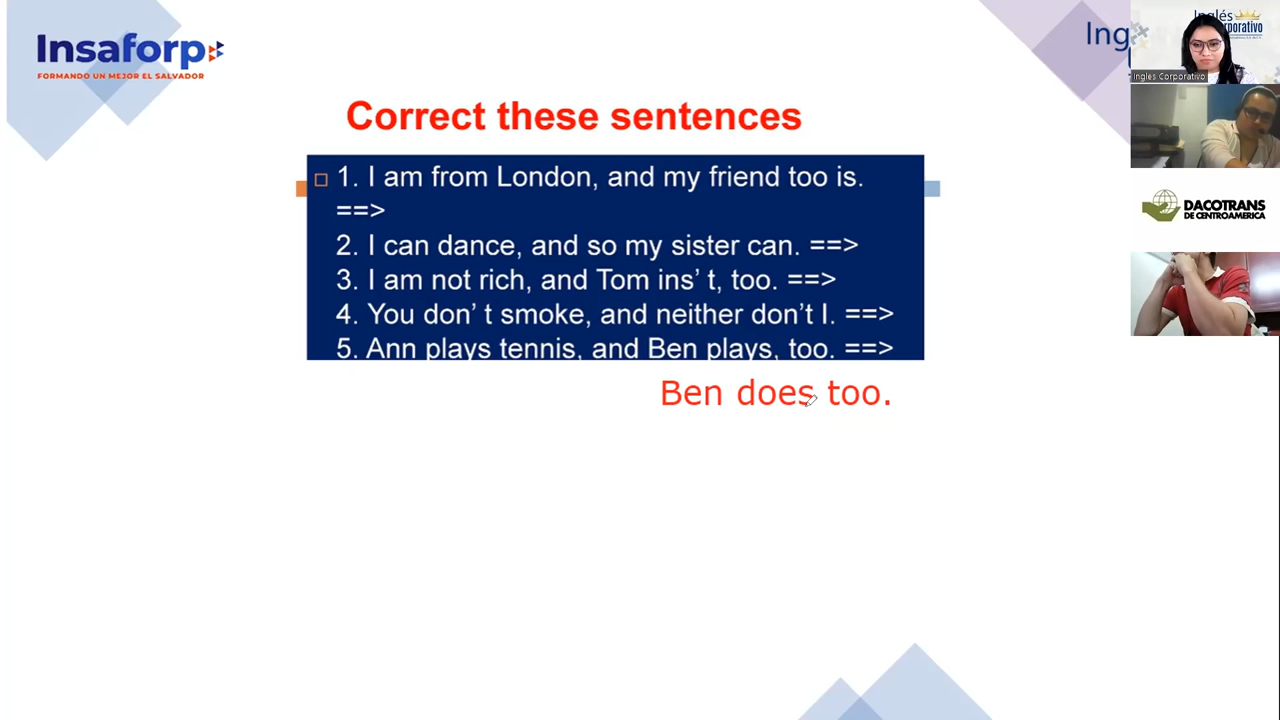 Insaforp
FORMANDO UN MEJOR EL SALVADOR
Ing
Inglés
Ingles Corporativo
DACOTRANS
DE CENTROAMERICA
Correct these sentences
1. I am from London, and my friend too is.
==>
2. I can dance, and so my sister can. ==>
3. I am not rich, and Tom ins’ t, too. ==>
4. You don’ t smoke, and neither don’t I. ==>
5. Ann plays tennis, and Ben plays, too. ==>
Ben does too.